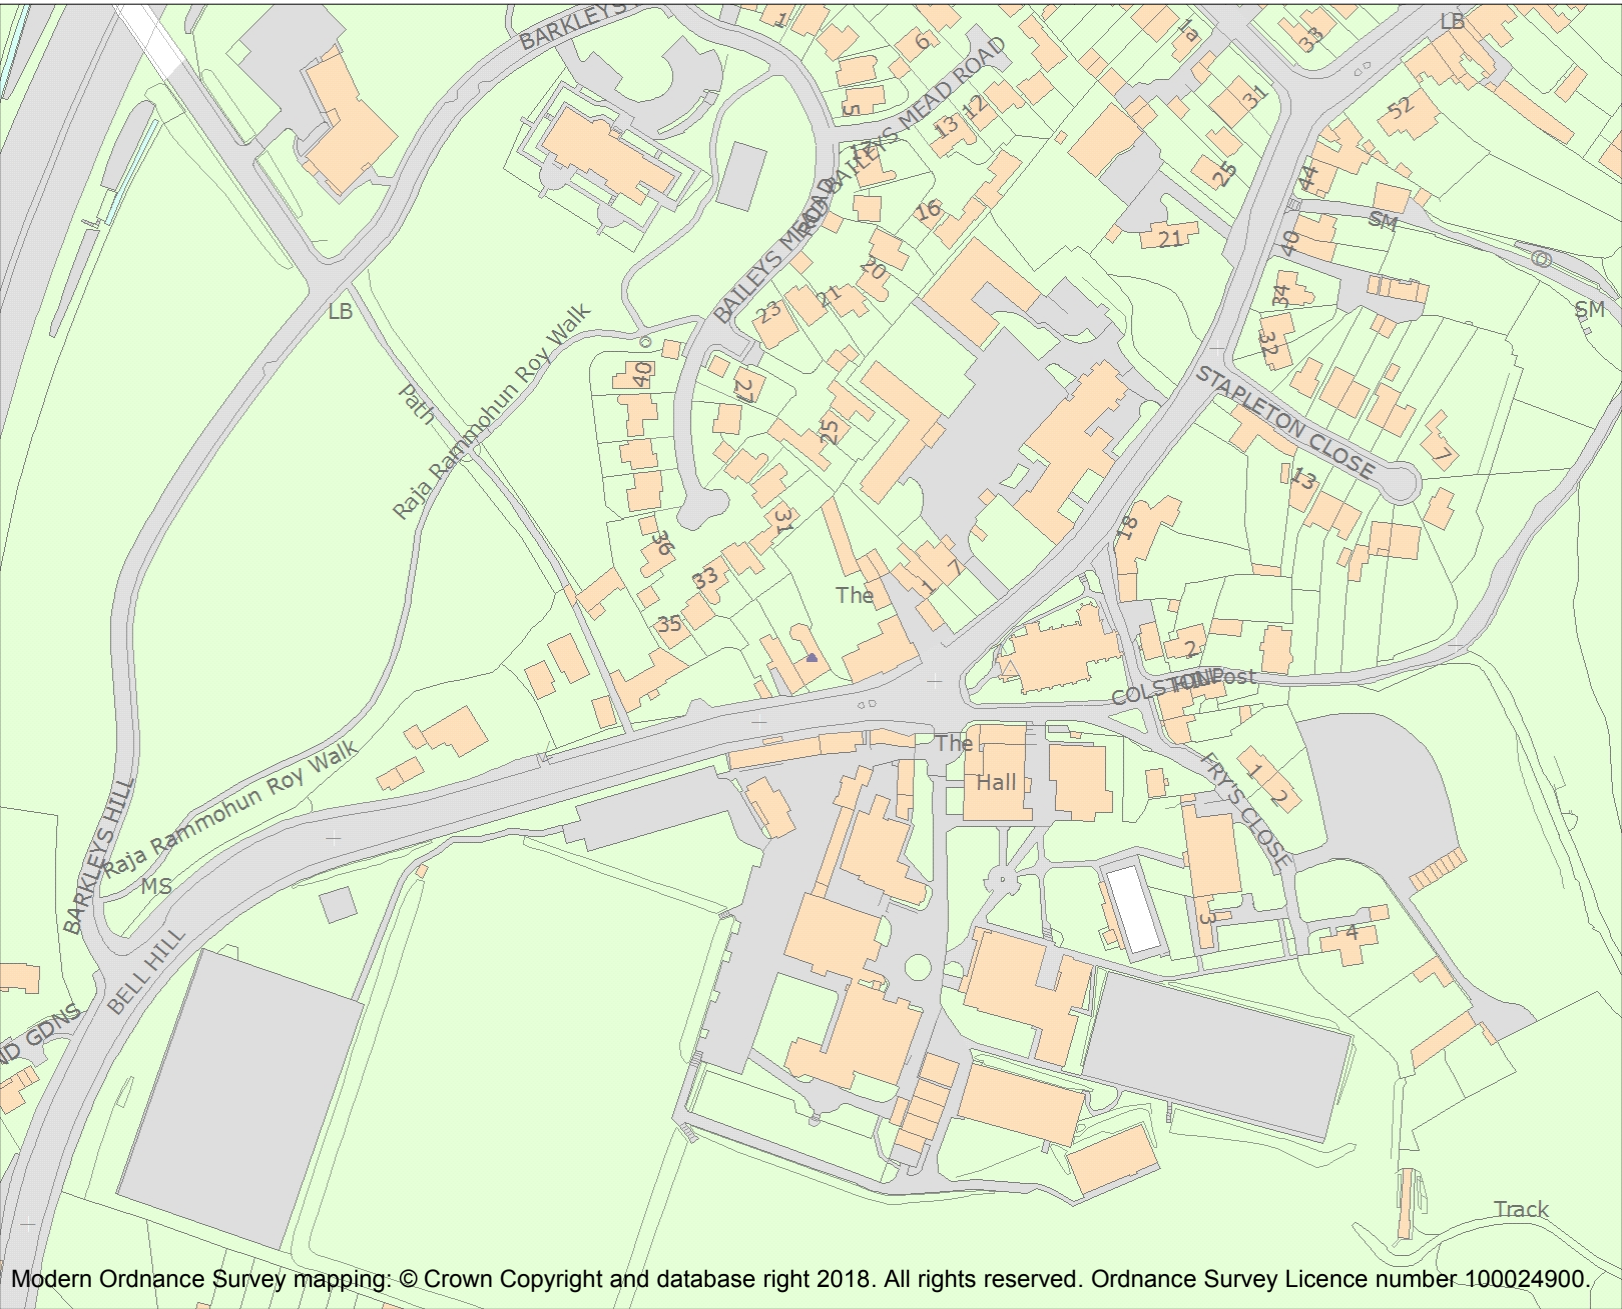 BARKLEYS
1
6
1a
33
LB
BAILEYS MEAD ROAD
5
13
12
31
52
17
BAILEYS MEAD ROAD
25
44
16
21
SM
40
20
LB
23
21
34
SM
32
Raja Rammohun Roy Walk
Path
40
27
STAPLETON CLOSE
25
7
13
31
18
36
33
1
7
The
35
2
COLSTON
HILL
Post
The
Hall
FRY'S CLOSE
1
2
Raja Rammohun Roy Walk
BARKLEYS HILL
MS
3
4
BELL HILL
ND GDNS
Track
Modern Ordnance Survey mapping: © Crown Copyright and database right 2018. All rights reserved. Ordnance Survey Licence number 100024900.